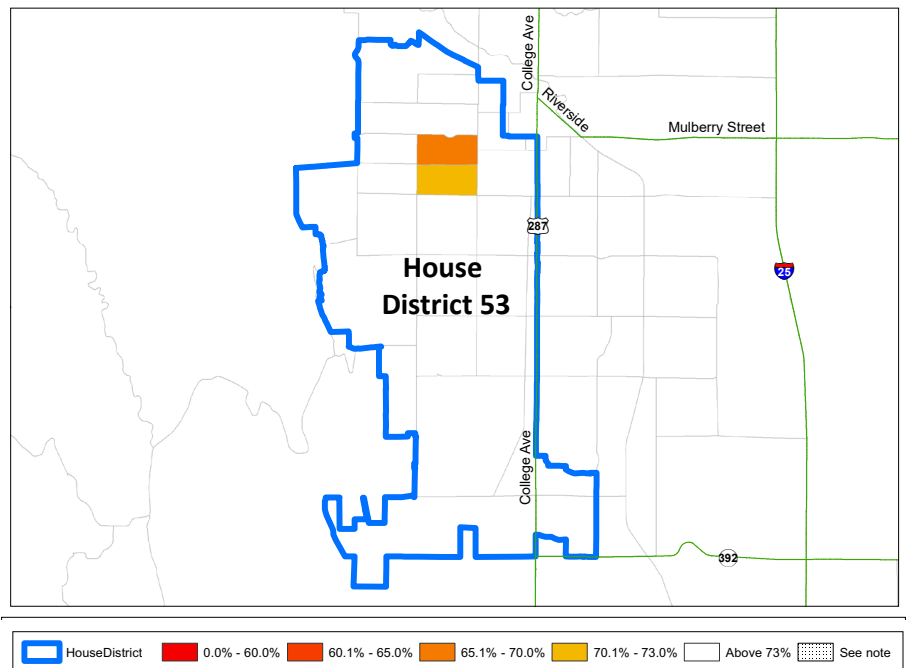 College Ave
Riverside
Mulberry Street
287
25
House
District 53
College Ave
392
HouseDistrict 0.0% - 60.0% 60.1% - 65.0% 65.1% - 70.0% 70.1% - 73.0% Above 73% See note